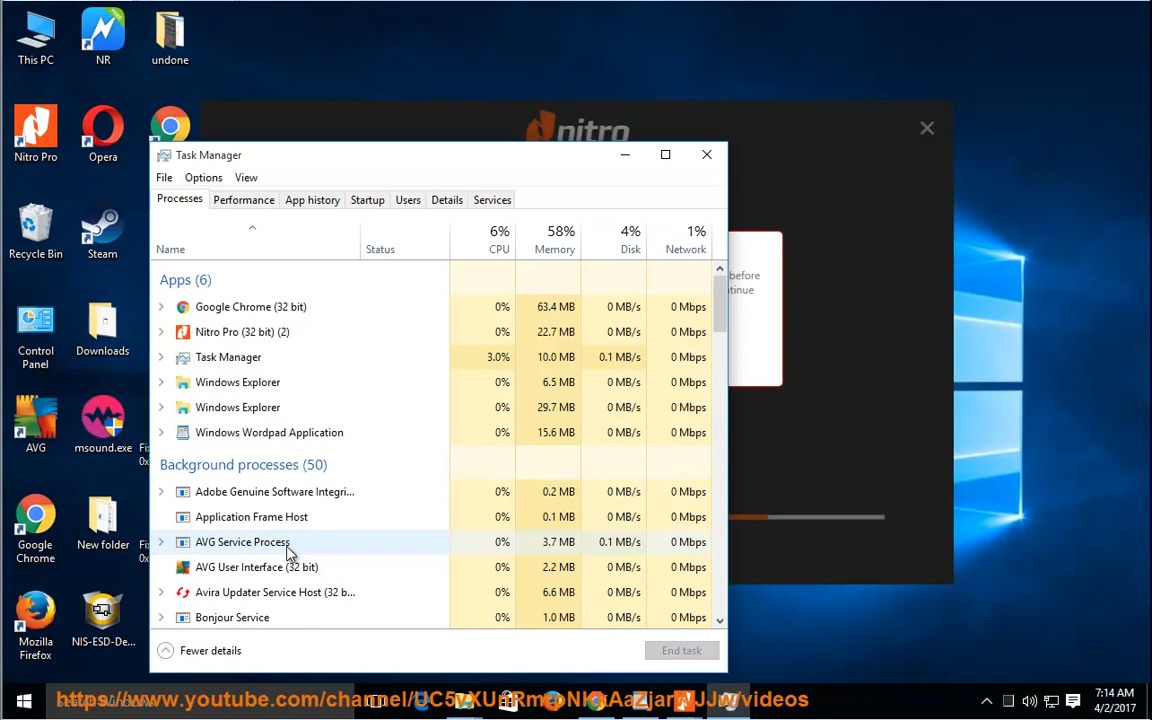 This PC
NR
undone
Nitro Pro
Opera
Recycle Bin
Steam
Control Panel
Downloads
AVG
msound.exe
Fi
0x
Google Chrome
New folder
Mozilla Firefox
NIS-ESD-De...
nitro
before
tinue
Task Manager
File Options View
Processes Performance App history Startup Users Details Services
6% 58% 4% 1%
Name Status CPU Memory Disk Network
Apps (6)
Google Chrome (32 bit) 0% 63.4 MB 0 MB/s 0 Mbps
Nitro Pro (32 bit) (2) 0% 22.7 MB 0 MB/s 0 Mbps
Task Manager 3.0% 10.0 MB 0.1 MB/s 0 Mbps
Windows Explorer 0% 6.5 MB 0 MB/s 0 Mbps
Windows Explorer 0% 29.7 MB 0 MB/s 0 Mbps
Windows Wordpad Application 0% 15.6 MB 0 MB/s 0 Mbps
Background processes (50)
Adobe Genuine Software Integri... 0% 0.2 MB 0 MB/s 0 Mbps
Application Frame Host 0% 0.1 MB 0 MB/s 0 Mbps
AVG Service Process 0% 3.7 MB 0.1 MB/s 0 Mbps
AVG User Interface (32 bit) 0% 2.2 MB 0 MB/s 0 Mbps
Avira Updater Service Host (32 b... 0% 6.6 MB 0 MB/s 0 Mbps
Bonjour Service 0% 1.0 MB 0 MB/s 0 Mbps
Fewer details End task
7:14 AM
4/2/2017